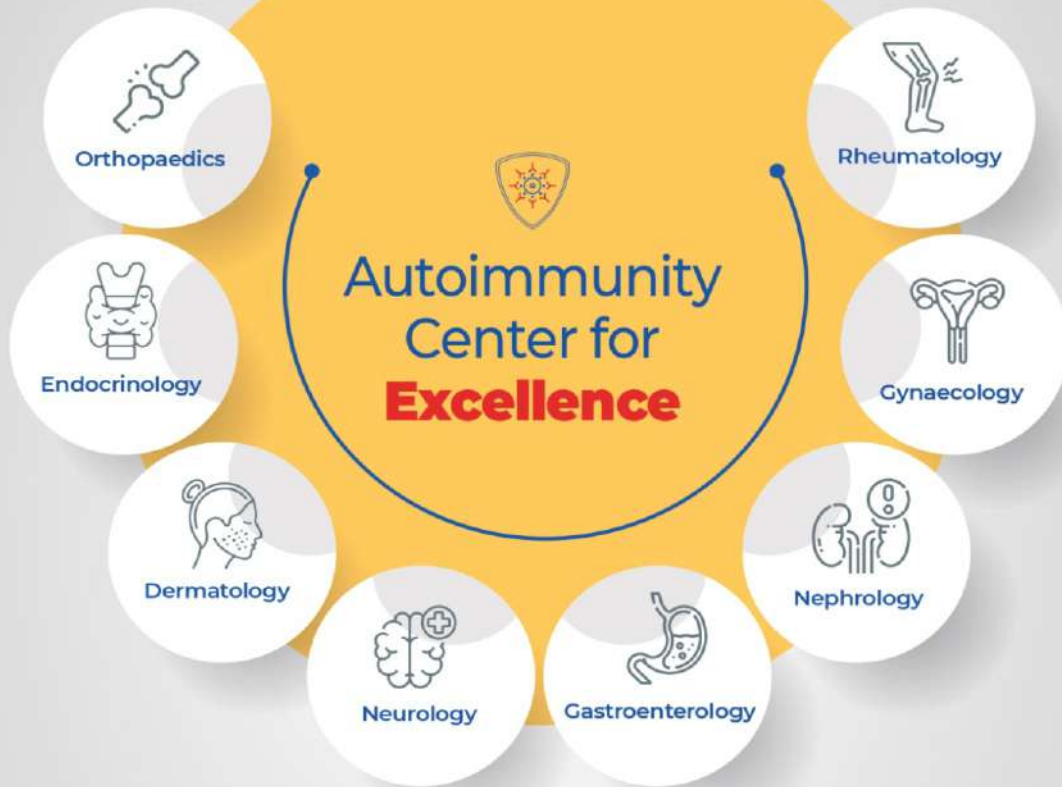 Orthopaedics
Rheumatology
Autoimmunity
Center for
Excellence
Endocrinology
Gynaecology
Dermatology
Nephrology
Neurology
Gastroenterology